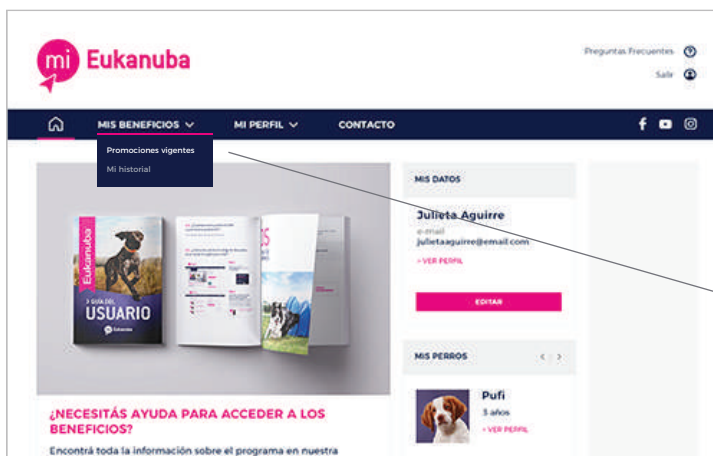 mi Eukanuba
Preguntas Frecuentes
Salir
MIS BENEFICIOS
MI PERFIL
CONTACTO
Promociones vigentes
Mi historial
MIS DATOS
Julieta Aguirre
e-mail
julietaaguirre@email.com
> VER PERFIL
EDITAR
Eukanuba
> GUÍA DEL
USUARIO
Eukanuba
MIS PERROS
Pufi
3 años
> VER PERFIL
¿NECESITÁS AYUDA PARA ACCEDER A LOS
BENEFICIOS?
Encontrá toda la información sobre el programa en nuestra